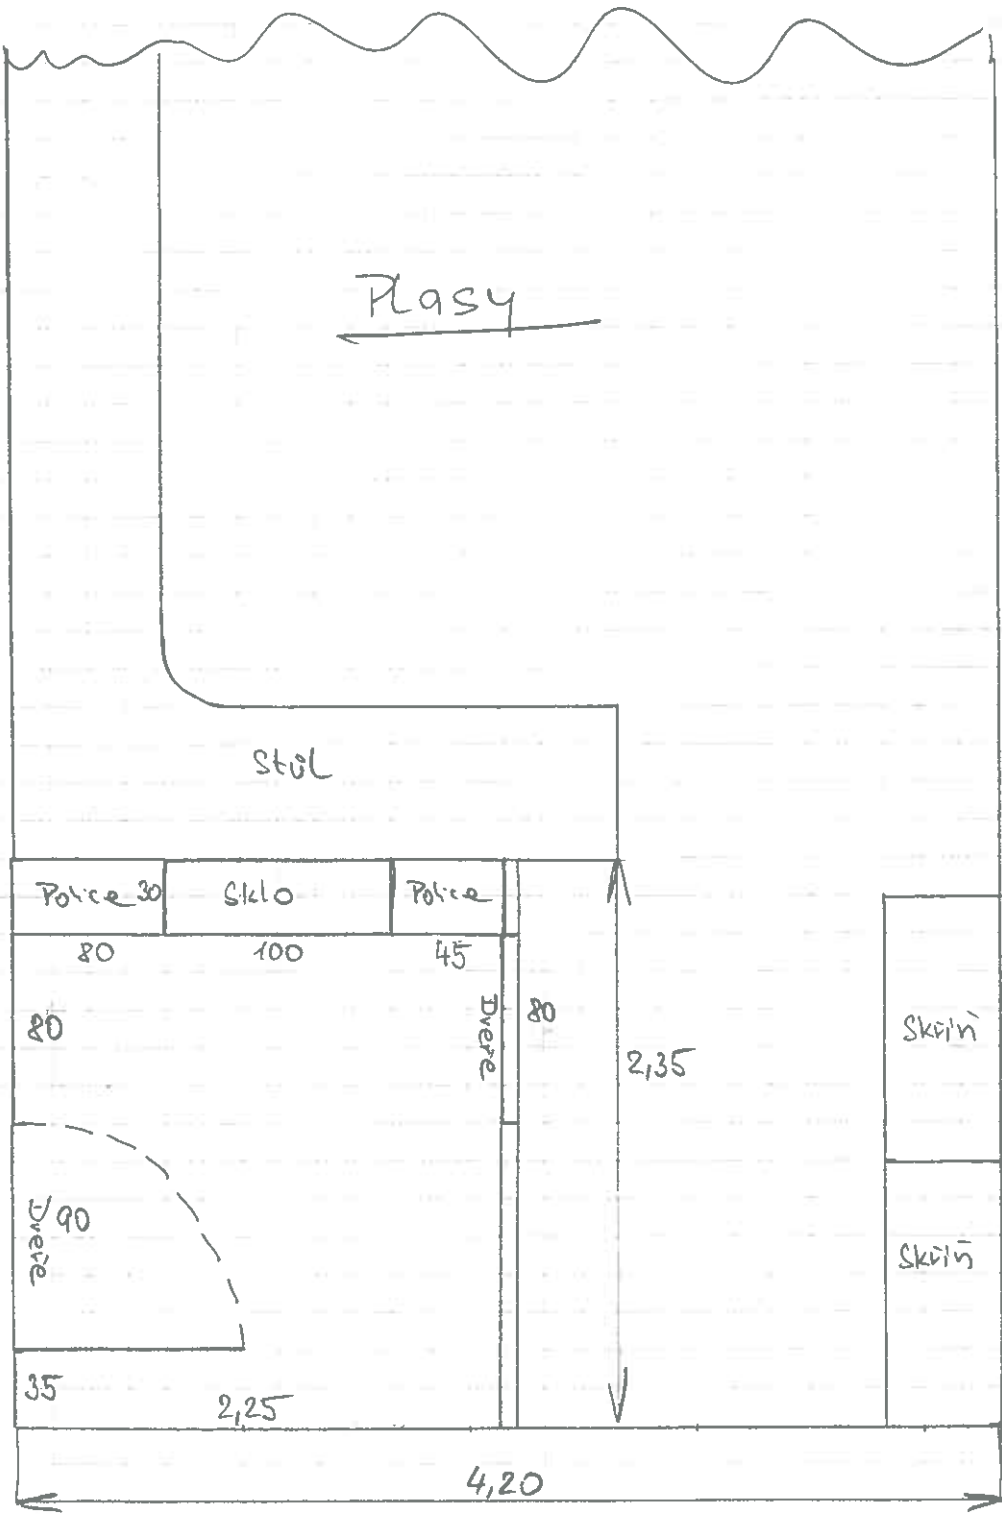 Plasy
Stůl
Police 30
Sklo
Police
80
100
45
80
Dveře
80
2,35
Skříň
Dveře
90
Skříň
35
2,25
4,20